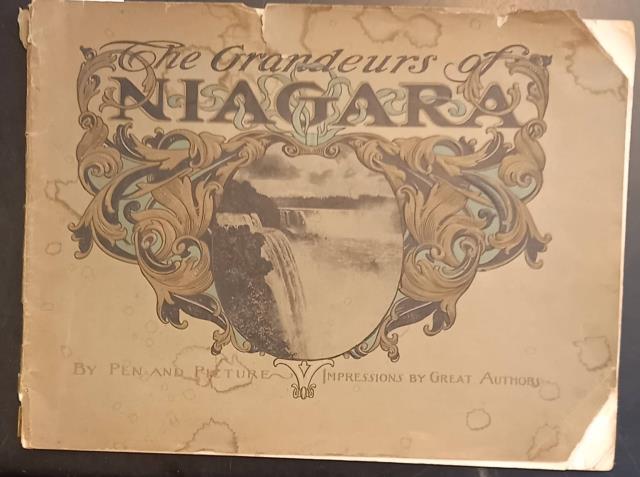 The Grandeurs of
NIAGARA
BY PEN AND PICTURE IMPRESSIONS BY GREAT AUTHORS